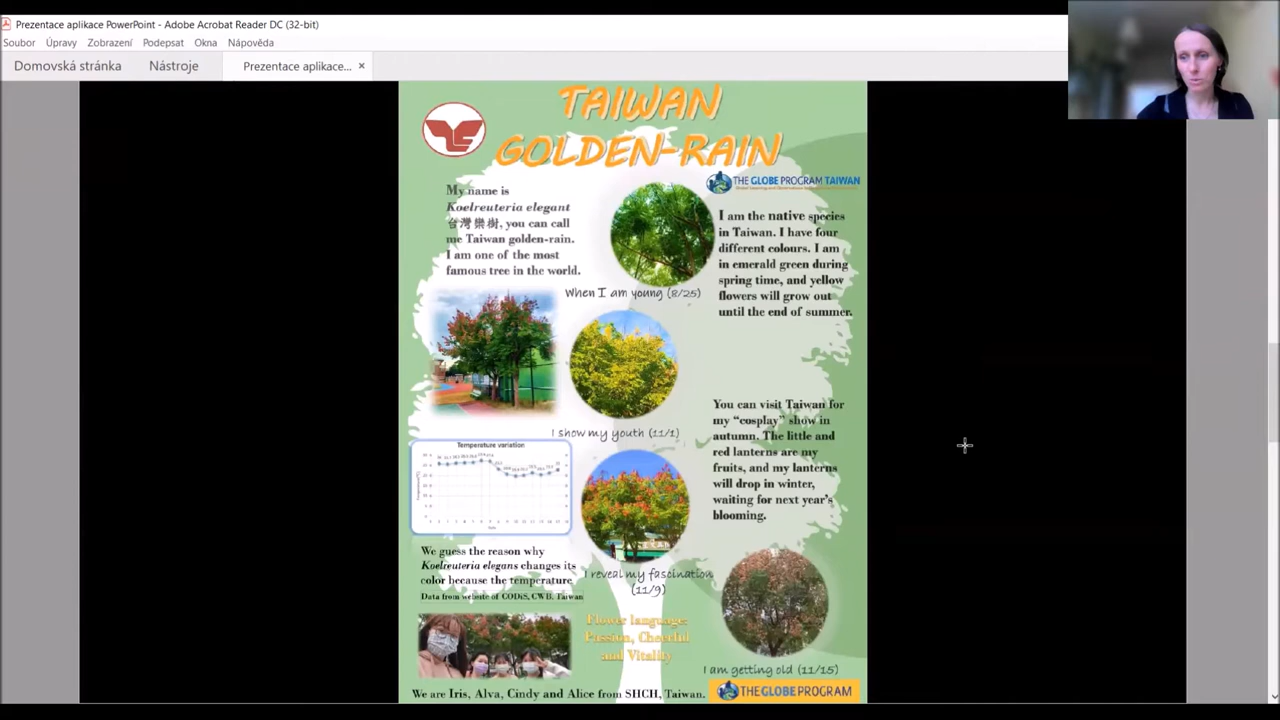 Prezentace aplikace PowerPoint - Adobe Acrobat Reader DC (32-bit)
Soubor Úpravy Zobrazení Podepsat Okna Nápověda
Domovská stránka Nástroje Prezentace aplikace... ×
TAIWAN
GOLDEN-RAIN
THE GLOBE PROGRAM TAIWAN
My name is
Koelreuteria elegant
台灣欒樹, you can call
me Taiwan golden-rain.
I am one of the most
famous tree in the world.
When I am young (8/25)
I am the native species
in Taiwan. I have four
different colours. I am
in emerald green during
spring time, and yellow
flowers will grow out
until the end of summer.
I show my youth (11/1)
You can visit Taiwan for
my “cosplay” show in
autumn. The little and
red lanterns are my
fruits, and my lanterns
will drop in winter,
waiting for next year's
blooming.
Temperature variation
We guess the reason why
Koelreuteria elegans changes its
color because the temperature
Data from website of CODiS, CWB, Taiwan
I reveal my fascination
(11/9)
Flower language:
Passion, Cheerful
and Vitality
I am getting old (11/15)
We are Iris, Alva, Cindy and Alice from SHCH, Taiwan.
THE GLOBE PROGRAM